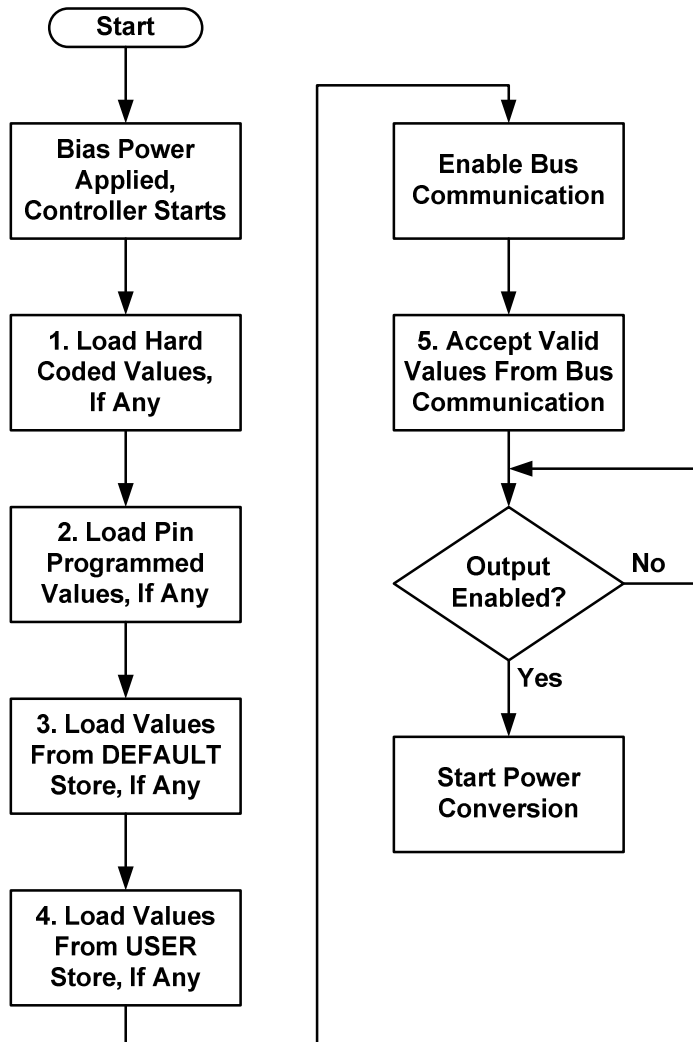 Start
Bias Power
Applied,
Controller Starts
1. Load Hard
Coded Values,
If Any
2. Load Pin
Programmed
Values, If Any
3. Load Values
From DEFAULT
Store, If Any
4. Load Values
From USER
Store, If Any
Enable Bus
Communication
5. Accept Valid
Values From Bus
Communication
Output
Enabled?
No
Yes
Start Power
Conversion